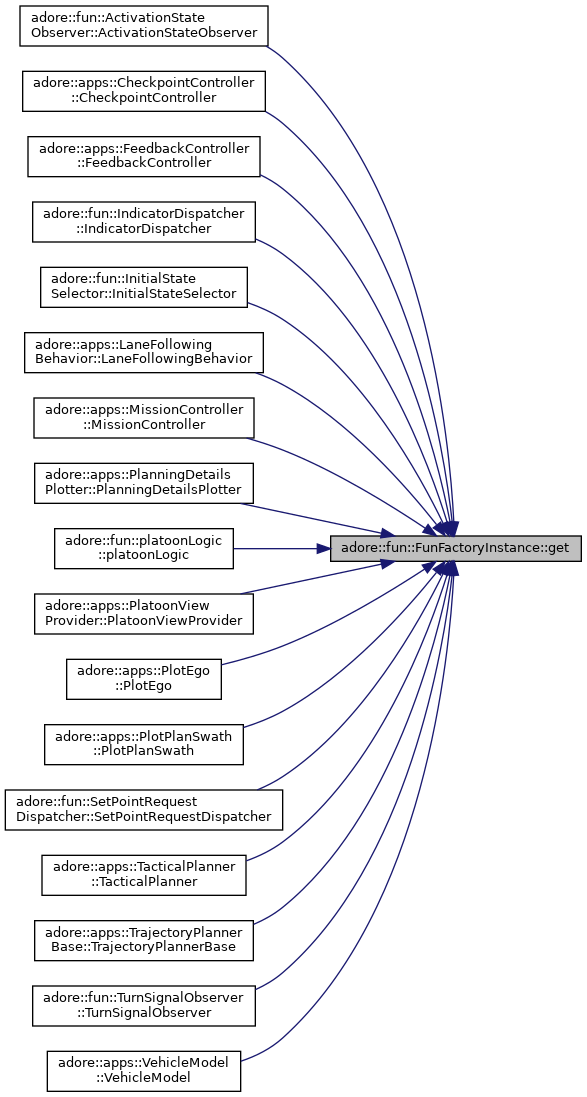 adore::fun::ActivationState
Observer::ActivationStateObserver
adore::apps::CheckpointController
::CheckpointController
adore::apps::FeedbackController
::FeedbackController
adore::fun::IndicatorDispatcher
::IndicatorDispatcher
adore::fun::InitialState
Selector::InitialStateSelector
adore::apps::LaneFollowing
Behavior::LaneFollowingBehavior
adore::apps::MissionController
::MissionController
adore::apps::PlanningDetails
Plotter::PlanningDetailsPlotter
adore::fun::platoonLogic
::platoonLogic
adore::fun::FunFactoryInstance::get
adore::apps::PlatoonView
Provider::PlatoonViewProvider
adore::apps::PlotEgo
::PlotEgo
adore::apps::PlotPlanSwath
::PlotPlanSwath
adore::fun::SetPointRequest
Dispatcher::SetPointRequestDispatcher
adore::apps::TacticalPlanner
::TacticalPlanner
adore::apps::TrajectoryPlanner
Base::TrajectoryPlannerBase
adore::fun::TurnSignalObserver
::TurnSignalObserver
adore::apps::VehicleModel
::VehicleModel